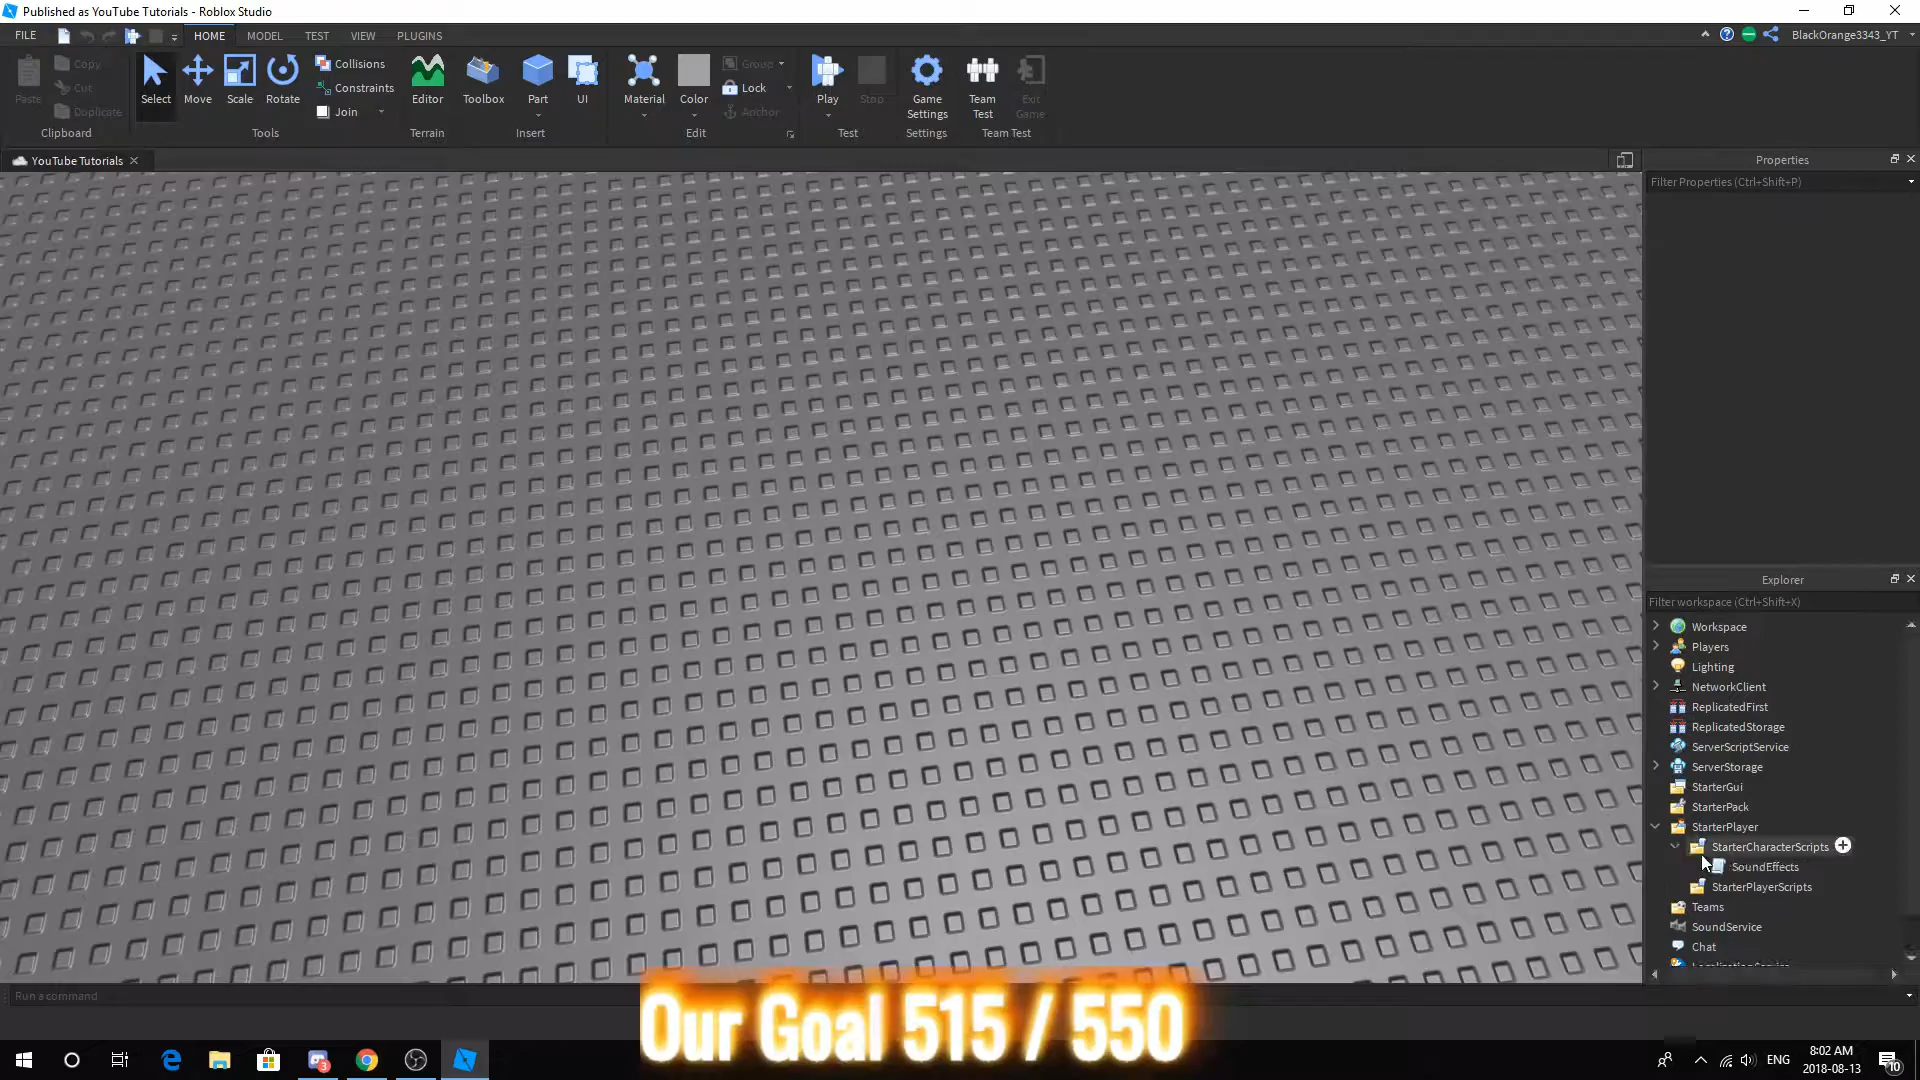 Published as YouTube Tutorials - Roblox Studio
FILE
HOME
MODEL
TEST
VIEW
PLUGINS
BlackOrange3343_YT
Paste
Copy
Cut
Duplicate
Clipboard
Select
Move
Scale
Rotate
Collisions
Constraints
Join
Tools
Editor
Terrain
Toolbox
Part
UI
Insert
Material
Color
Group
Lock
Anchor
Edit
Play
Stop
Test
Game
Settings
Settings
Team
Test
Exit
Game
Team Test
YouTube Tutorials
Properties
Filter Properties (Ctrl+Shift+P)
Explorer
Filter workspace (Ctrl+Shift+X)
Workspace
Players
Lighting
NetworkClient
ReplicatedFirst
ReplicatedStorage
ServerScriptService
ServerStorage
StarterGui
StarterPack
StarterPlayer
StarterCharacterScripts
SoundEffects
StarterPlayerScripts
Teams
SoundService
Chat
Run a command
Our Goal 515 / 550
3
ENG
8:02 AM
2018-08-13
10